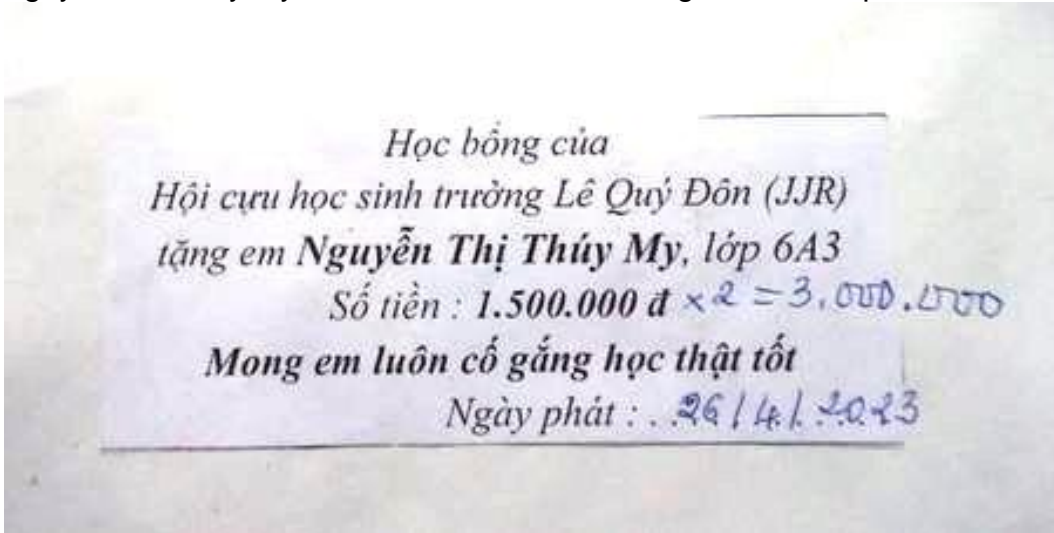 Học bổng của
Hội cựu học sinh trường Lê Quý Đôn (JJR)
tặng em Nguyễn Thị Thúy My, lớp 6A3
Số tiền : 1.500.000 đ x 2 = 3.000.000
Mong em luôn cố gắng học thật tốt
Ngày phát : . . 26 / 4 / 2023